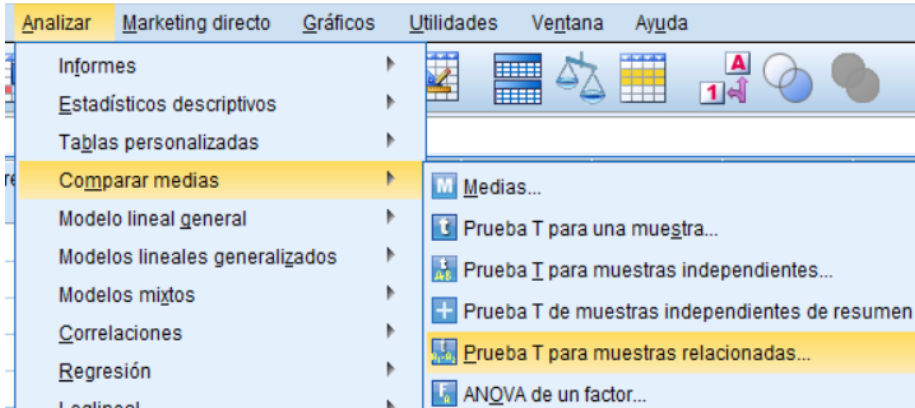 Analizar Marketing directo Gráficos Utilidades Ventana Ayuda
Informes
Estadísticos descriptivos
Tablas personalizadas
Comparar medias
Modelo lineal general
Modelos lineales generalizados
Modelos mixtos
Correlaciones
Regresión
Loglineal
A
1
M Medias...
t Prueba T para una muestra...
Prueba T para muestras independientes...
Prueba T de muestras independientes de resumen
Prueba T para muestras relacionadas...
ANOVA de un factor...